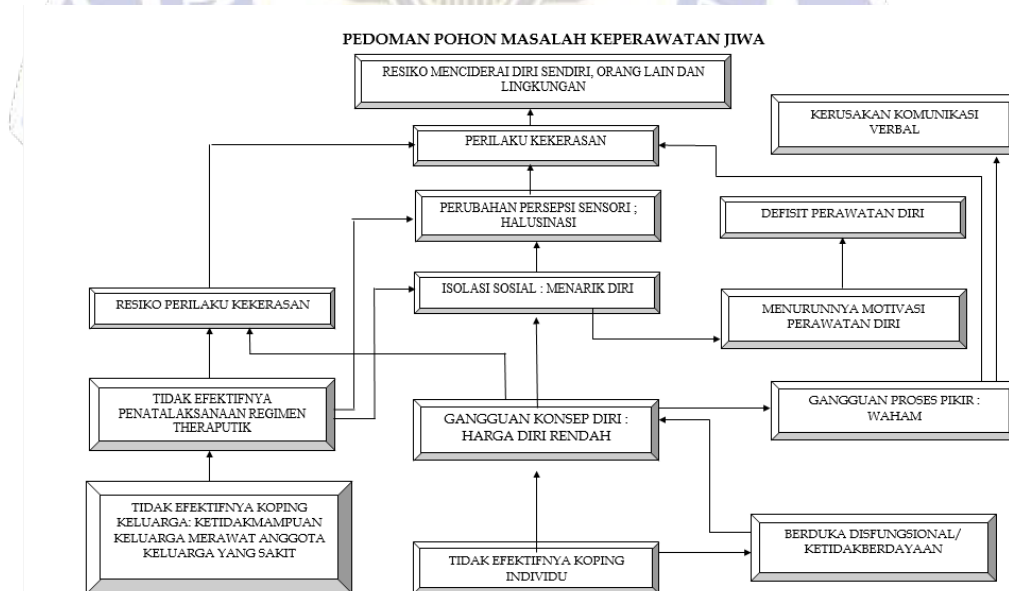 PEDOMAN POHON MASALAH KEPERAWATAN JIWA
RESIKO MENCIDERAI DIRI SENDIRI, ORANG LAIN DAN
LINGKUNGAN
KERUSAKAN KOMUNIKASI
VERBAL
PERILAKU KEKERASAN
PERUBAHAN PERSEPSI SENSORI ;
HALUSINASI
DEFISIT PERAWATAN DIRI
ISOLASI SOSIAL : MENARIK DIRI
RESIKO PERILAKU KEKERASAN
MENURUNNYA MOTIVASI
PERAWATAN DIRI
TIDAK EFEKTIFNYA
PENATALAKSANAAN REGIMEN
THERAPUTIK
GANGGUAN KONSEP DIRI :
HARGA DIRI RENDAH
GANGGUAN PROSES PIKIR :
WAHAM
TIDAK EFEKTIFNYA KOPING
KELUARGA: KETIDAKMAMPUAN
KELUARGA MERAWAT ANGGOTA
KELUARGA YANG SAKIT
TIDAK EFEKTIFNYA KOPING
INDIVIDU
BERDUKA DISFUNGSIONAL/
KETIDAKBERDAYAAN